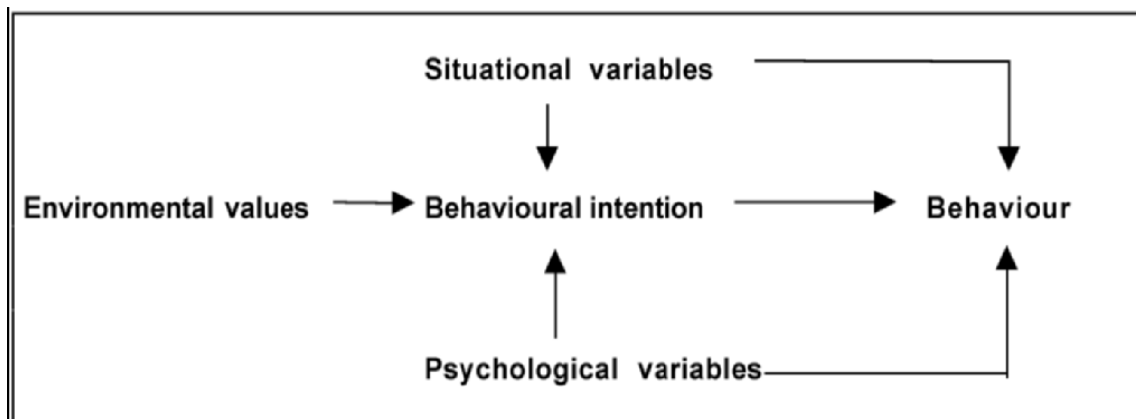 Situational variables
Environmental values
Behavioural intention
Behaviour
Psychological variables